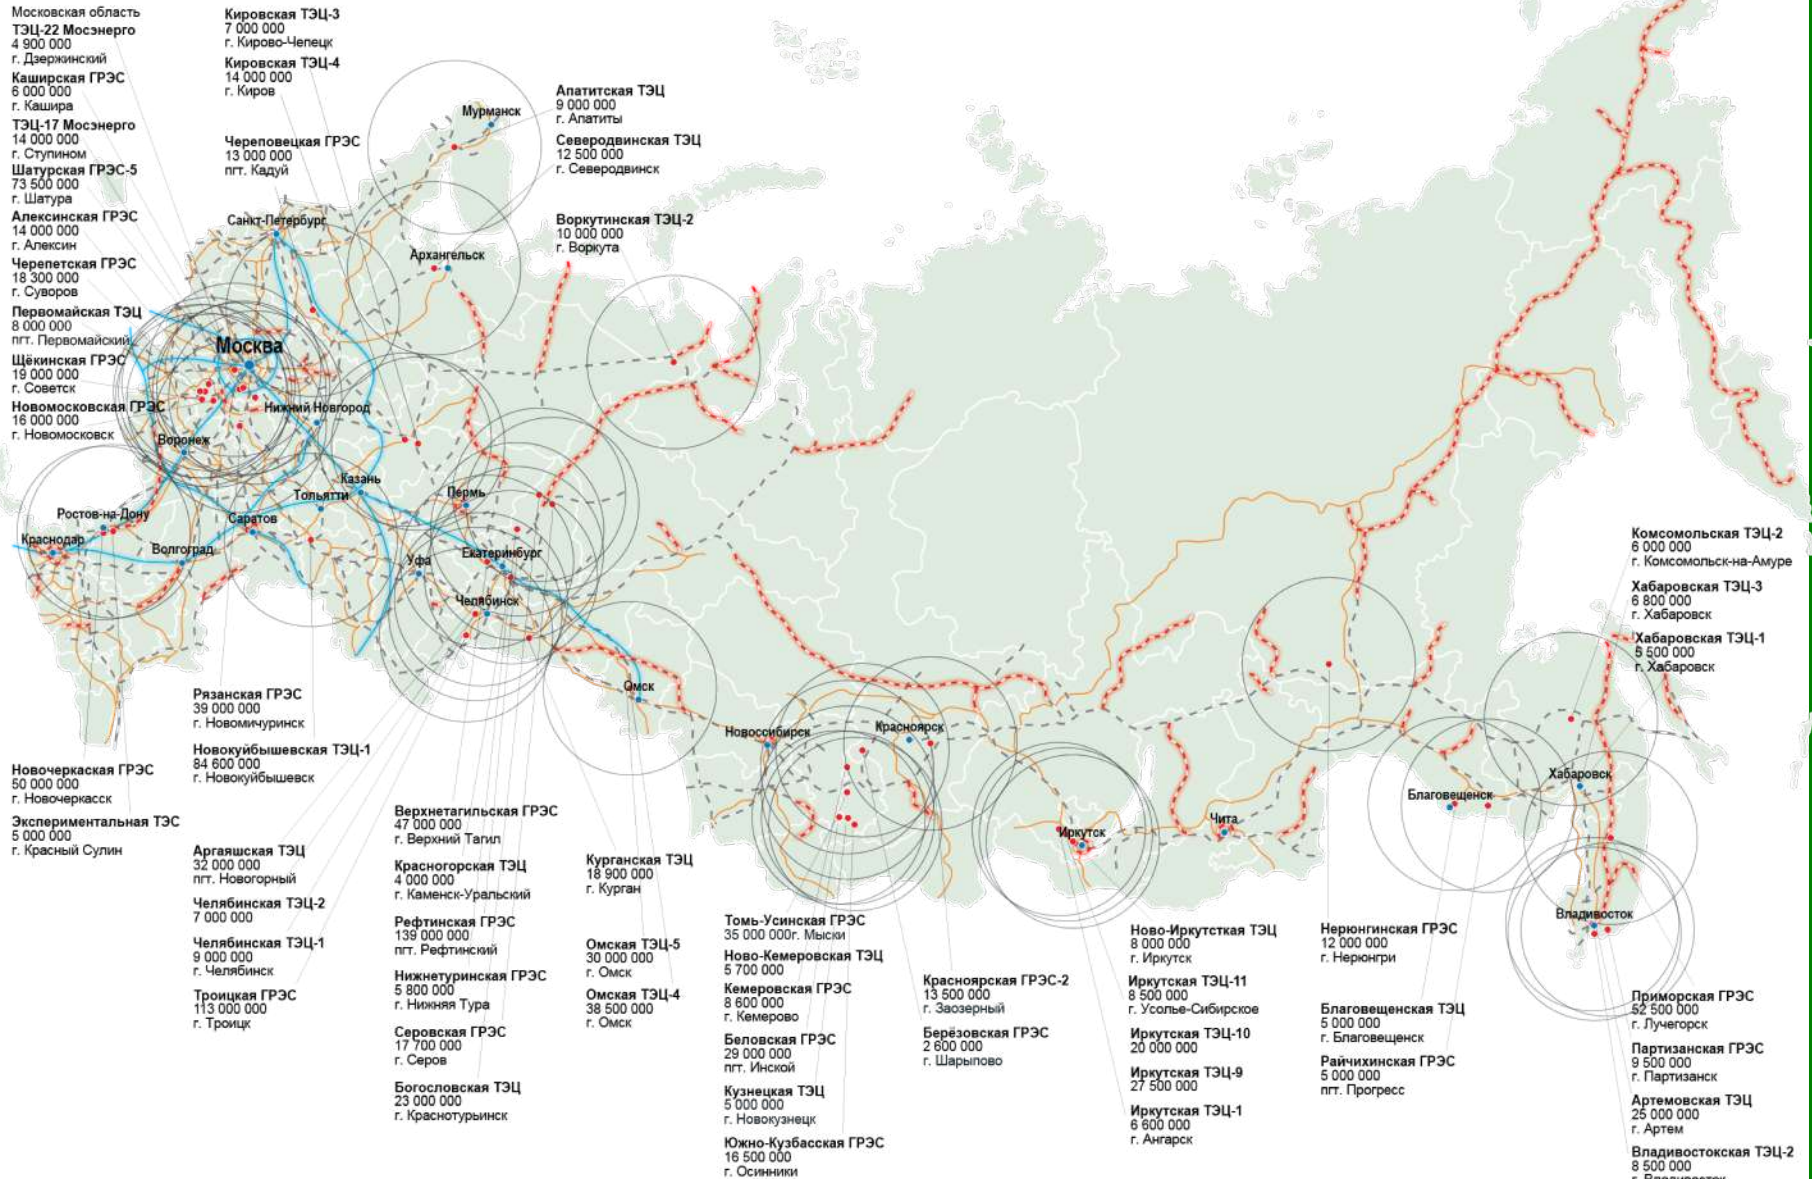 Московская область
ТЭЦ-22 Мосэнерго
4 900 000
г. Дзержинский
Каширская ГРЭС
6 000 000
г. Кашира
ТЭЦ-17 Мосэнерго
14 000 000
г. Ступином
Шатурская ГРЭС-5
73 500 000
г. Шатура
Алексинская ГРЭС
14 000 000
г. Алексин
Черепетская ГРЭС
18 300 000
г. Суворов
Первомайская ТЭЦ
8 000 000
пгт. Первомайский
Щёкинская ГРЭС
19 000 000
г. Советск
Новомосковская ГРЭС
16 000 000
г. Новомосковск
Кировская ТЭЦ-3
7 000 000
г. Кирово-Чепецк
Кировская ТЭЦ-4
14 000 000
г. Киров
Череповецкая ГРЭС
13 000 000
пгт. Кадуй
Апатитская ТЭЦ
9 000 000
г. Апатиты
Северодвинская ТЭЦ
12 500 000
г. Северодвинск
Воркутинская ТЭЦ-2
10 000 000
г. Воркута
Мурманск
Санкт-Петербург
Архангельск
Москва
Нижний Новгород
Воронеж
Казань
Тольятти
Пермь
Ростов-на-Дону
Саратов
Краснодар
Волгоград
Уфа
Екатеринбург
Челябинск
Омск
Новоссибирск
Красноярск
Иркутск
Чита
Благовещенск
Хабаровск
Владивосток
Комсомольская ТЭЦ-2
6 000 000
г. Комсомольск-на-Амуре
Хабаровская ТЭЦ-3
6 800 000
г. Хабаровск
Хабаровская ТЭЦ-1
5 500 000
г. Хабаровск
Рязанская ГРЭС
39 000 000
г. Новомичуринск
Новокуйбышевская ТЭЦ-1
84 600 000
г. Новокуйбышевск
Новочеркаская ГРЭС
50 000 000
г. Новочеркасск
Экспериментальная ТЭС
5 000 000
г. Красный Сулин
Аргаяшская ТЭЦ
32 000 000
пгт. Новогорный
Челябинская ТЭЦ-2
7 000 000
Челябинская ТЭЦ-1
9 000 000
г. Челябинск
Троицкая ГРЭС
113 000 000
г. Троицк
Верхнетагильская ГРЭС
47 000 000
г. Верхний Тагил
Красногорская ТЭЦ
4 000 000
г. Каменск-Уральский
Рефтинская ГРЭС
139 000 000
пгт. Рефтинский
Нижнетуринская ГРЭС
5 800 000
г. Нижняя Тура
Серовская ГРЭС
17 700 000
г. Серов
Богословская ТЭЦ
23 000 000
г. Краснотурьинск
Курганская ТЭЦ
18 900 000
г. Курган
Омская ТЭЦ-5
30 000 000
г. Омск
Омская ТЭЦ-4
38 500 000
г. Омск
Томь-Усинская ГРЭС
35 000 000г. Мыски
Ново-Кемеровская ТЭЦ
5 700 000
Кемеровская ГРЭС
8 600 000
г. Кемерово
Беловская ГРЭС
29 000 000
пгт. Инской
Кузнецкая ТЭЦ
5 000 000
г. Новокузнецк
Южно-Кузбасская ГРЭС
16 500 000
г. Осинники
Красноярская ГРЭС-2
13 500 000
г. Заозерный
Берёзовская ГРЭС
2 600 000
г. Шарыпово
Ново-Иркутсткая ТЭЦ
8 000 000
г. Иркутск
Иркутская ТЭЦ-11
8 500 000
г. Усолье-Сибирское
Иркутская ТЭЦ-10
20 000 000
Иркутская ТЭЦ-9
27 500 000
Иркутская ТЭЦ-1
6 600 000
г. Ангарск
Нерюнгинская ГРЭС
12 000 000
г. Нерюнгри
Благовещенская ТЭЦ
5 000 000
г. Благовещенск
Райчихинская ГРЭС
5 000 000
пгт. Прогресс
Приморская ГРЭС
52 500 000
г. Лучегорск
Партизанская ГРЭС
9 500 000
г. Партизанск
Артемовская ТЭЦ
25 000 000
г. Артем
Владивостокская ТЭЦ-2
8 500 000
г. Владивосток